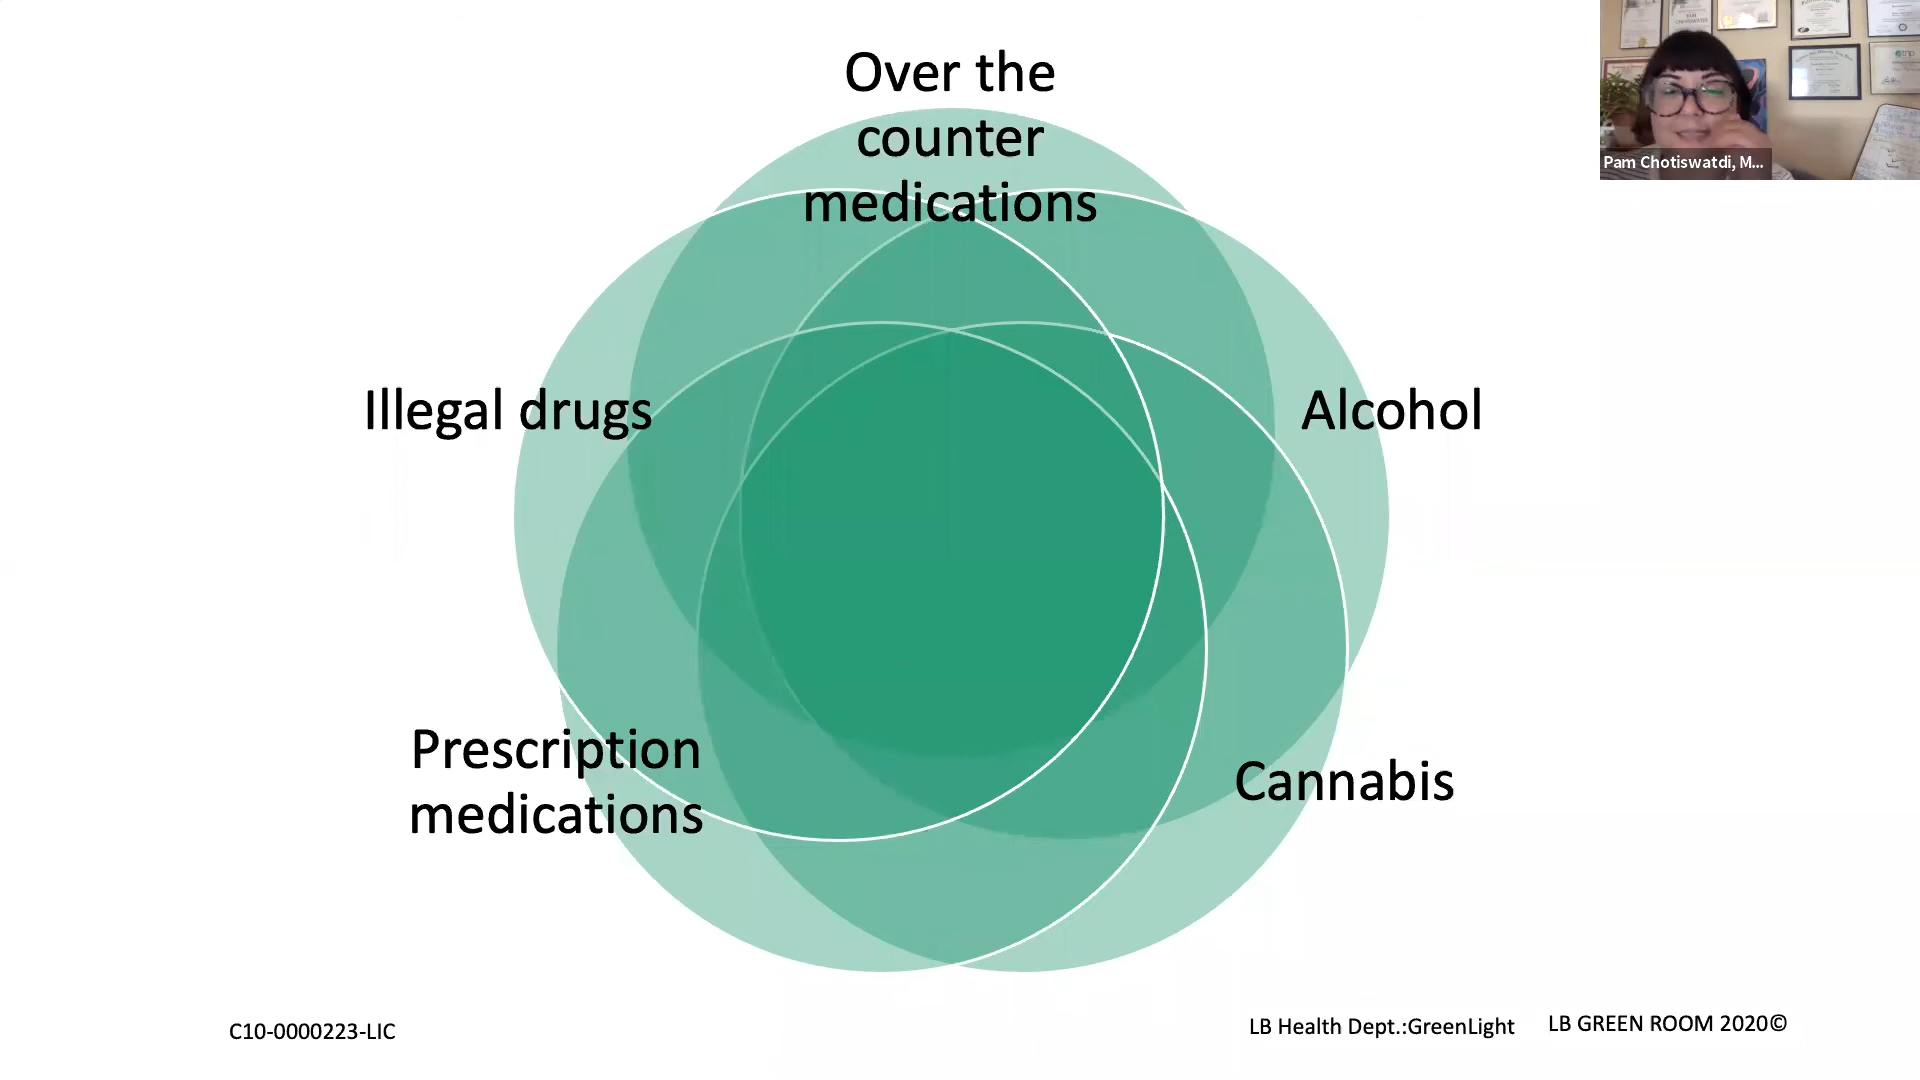 Over the
counter
medications
Pam Chotiswatdi, M...
Illegal drugs
Alcohol
Prescription
medications
Cannabis
C10-0000223-LIC
LB Health Dept.:GreenLight
LB GREEN ROOM 2020©